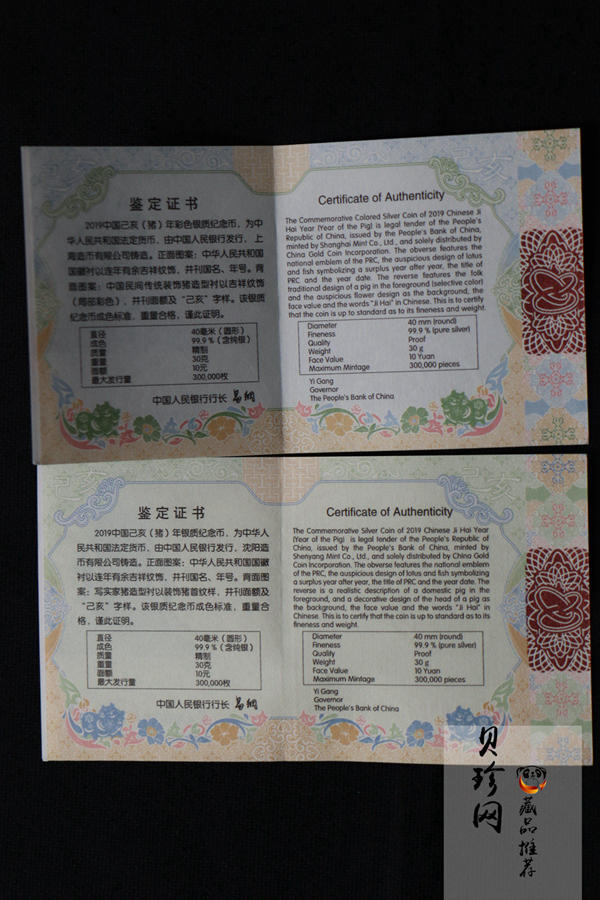 鉴定证书
2019中国己亥（猪）年彩色银质纪念币，为中
华人民共和国法定货币，由中国人民银行发行，上
海造币有限公司铸造。正面图案：中华人民共和国
国徽衬以连年有余吉祥纹饰，并刊国名、年号。背
面图案：中国民间传统装饰猪造型衬以吉祥纹饰
（局部彩色），并刊面额及“己亥”字样。该银质
纪念币成色标准，重量合格，谨此证明。
直径 40毫米（圆形）
成色 99.9％（含纯银）
质量 精制
重量 30克
面额 10元
最大发行量 300,000枚
中国人民银行行长 易纲
Certificate of Authenticity
The Commemorative Colored Silver Coin of 2019 Chinese Ji
Hai Year (Year of the Pig) is legal tender of the People's
Republic of China, issued by the People's Bank of China,
minted by Shanghai Mint Co., Ltd., and solely distributed by
China Gold Coin Incorporation. The obverse features the
national emblem of the PRC, the auspicious design of lotus
and fish symbolizing a surplus year after year, the title of
PRC and the year date. The reverse features the folk
traditional design of a pig in the foreground (selective color)
and the auspicious flower design as the background, the
face value and the words "Ji Hai" in Chinese. This is to certify
that the coin is up to standard as to its fineness and weight.
Diameter 40 mm (round)
Fineness 99.9 % (pure silver)
Quality Proof
Weight 30 g
Face Value 10 Yuan
Maximum Mintage 300,000 pieces
Yi Gang
Governor
The People's Bank of China
鉴定证书
2019中国己亥（猪）年银质纪念币，为中华人
民共和国法定货币，由中国人民银行发行，沈阳造
币有限公司铸造。正面图案：中华人民共和国国徽
衬以连年有余吉祥纹饰，并刊国名、年号。背面图
案：写实家猪造型衬以装饰猪首纹样，并刊面额及
“己亥”字样。该银质纪念币成色标准，重量合
格，谨此证明。
直径 40毫米（圆形）
成色 99.9％（含纯银）
质量 精制
重量 30克
面额 10元
最大发行量 300,000枚
中国人民银行行长 易纲
Certificate of Authenticity
The Commemorative Silver Coin of 2019 Chinese Ji Hai Year
(Year of the Pig) is legal tender of the People's Republic of
China, issued by the People's Bank of China, minted by
Shenyang Mint Co., Ltd., and solely distributed by China Gold
Coin Incorporation. The obverse features the national emblem
of the PRC, the auspicious design of lotus and fish symbolizing
a surplus year after year, the title of PRC and the year date. The
reverse is a realistic description of a domestic pig in the
foreground, and a decorative design of the head of a pig as
the background, the face value and the words "Ji Hai" in
Chinese. This is to certify that the coin is up to standard as to its
fineness and weight.
Diameter 40 mm (round)
Fineness 99.9 % (pure silver)
Quality Proof
Weight 30 g
Face Value 10 Yuan
Maximum Mintage 300,000 pieces
Yi Gang
Governor
The People's Bank of China
贝珍网
藏品推荐